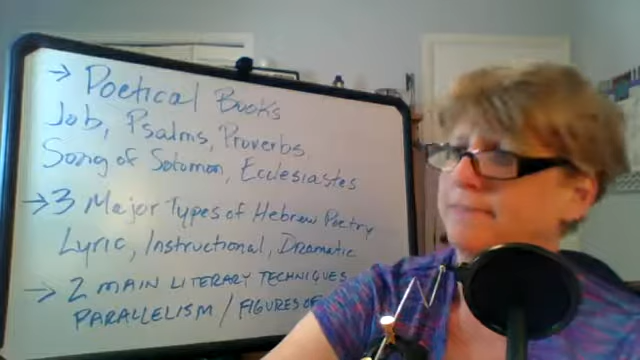 → Poetical Books
Job, Psalms, Proverbs,
Song of Solomon, Ecclesiastes
→ 3 Major Types of Hebrew Poetry
Lyric, Instructional, Dramatic
→ 2 MAIN LITERARY TECHNIQUES
PARALLELISM / FIGURES OF